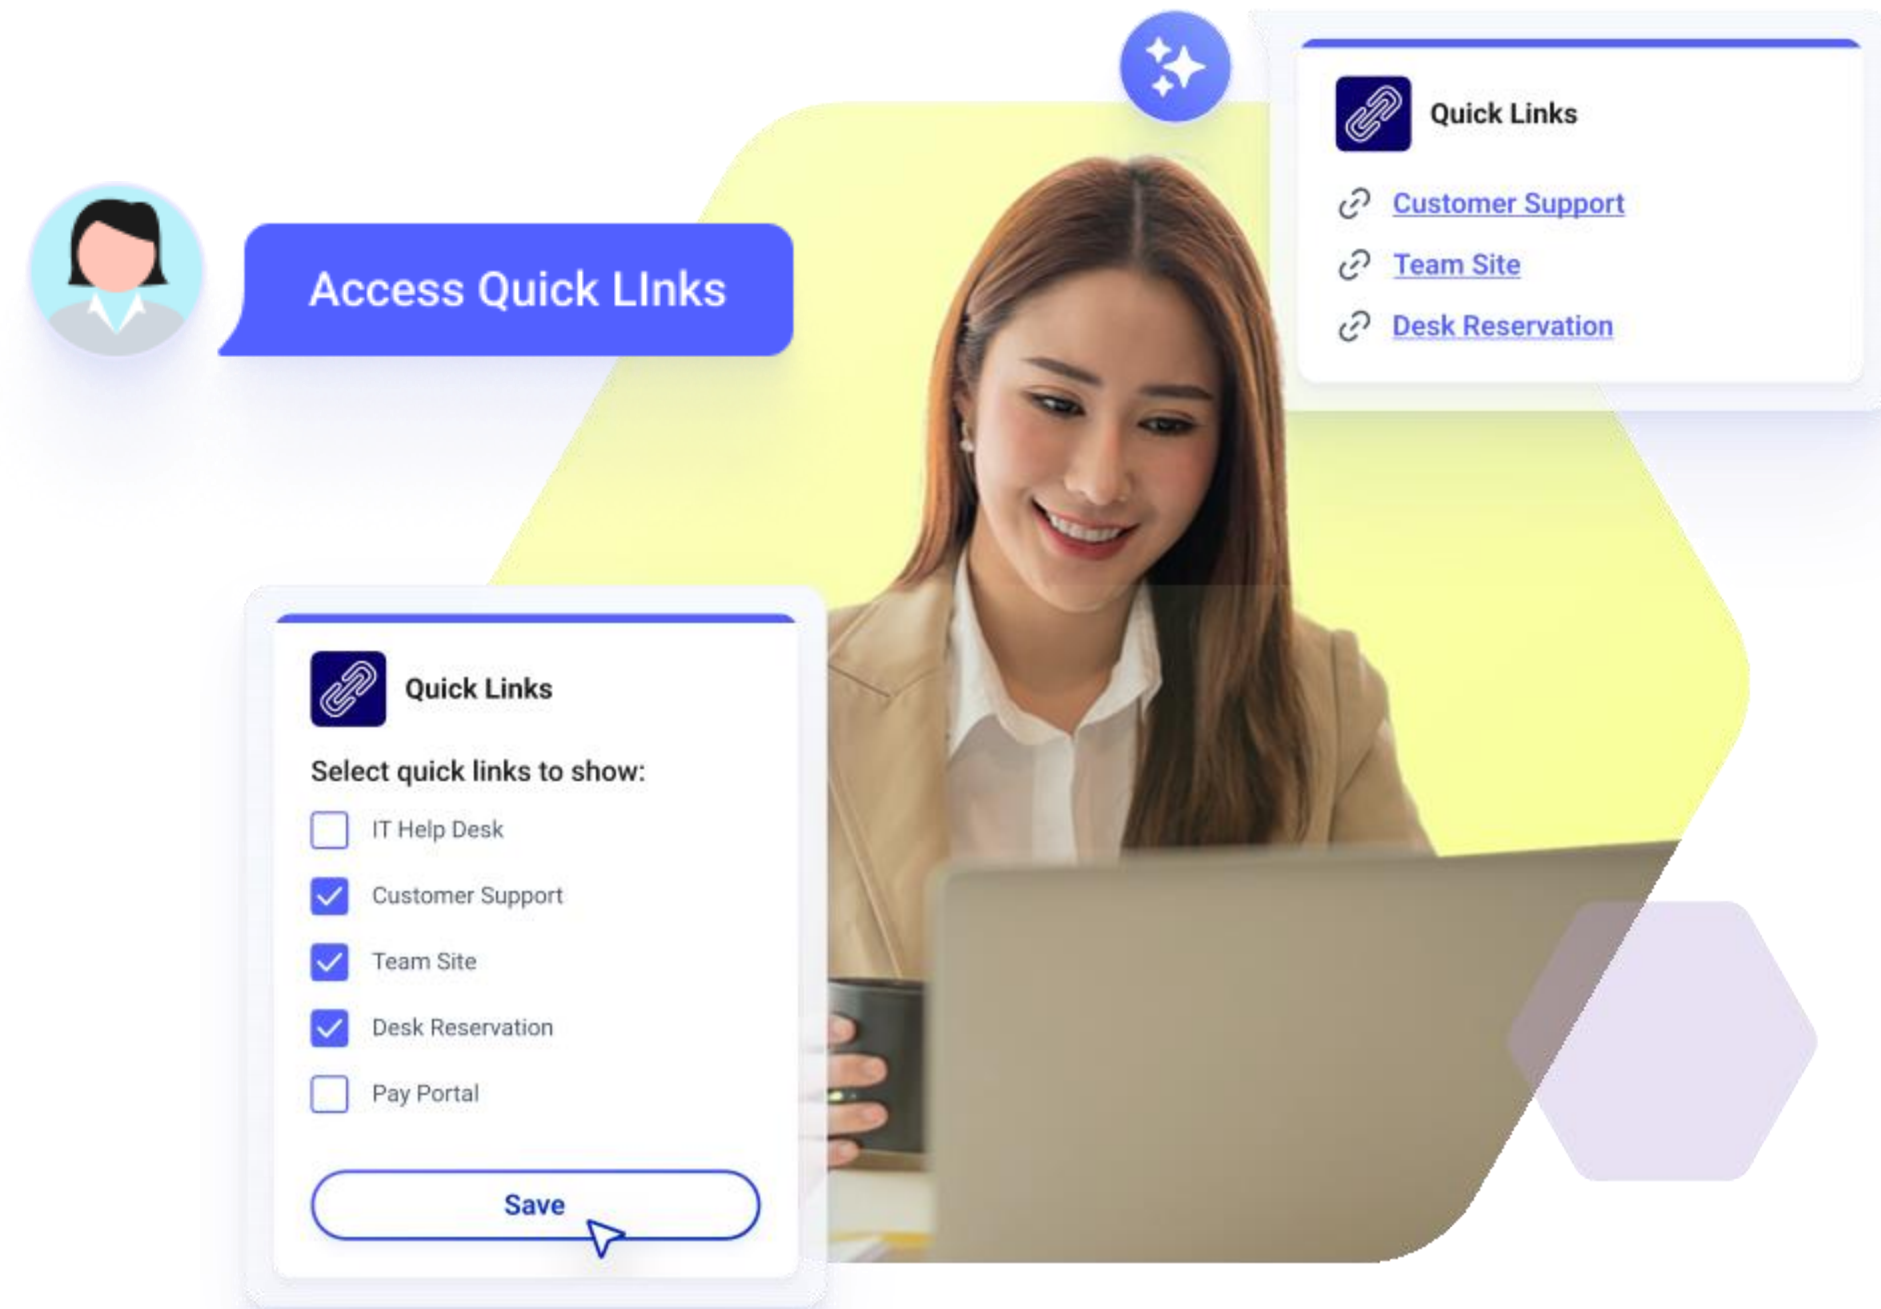 Access Quick LInks
Quick Links
Customer Support
Team Site
Desk Reservation
Quick Links
Select quick links to show:
IT Help Desk
Customer Support
Team Site
Desk Reservation
Pay Portal
Save